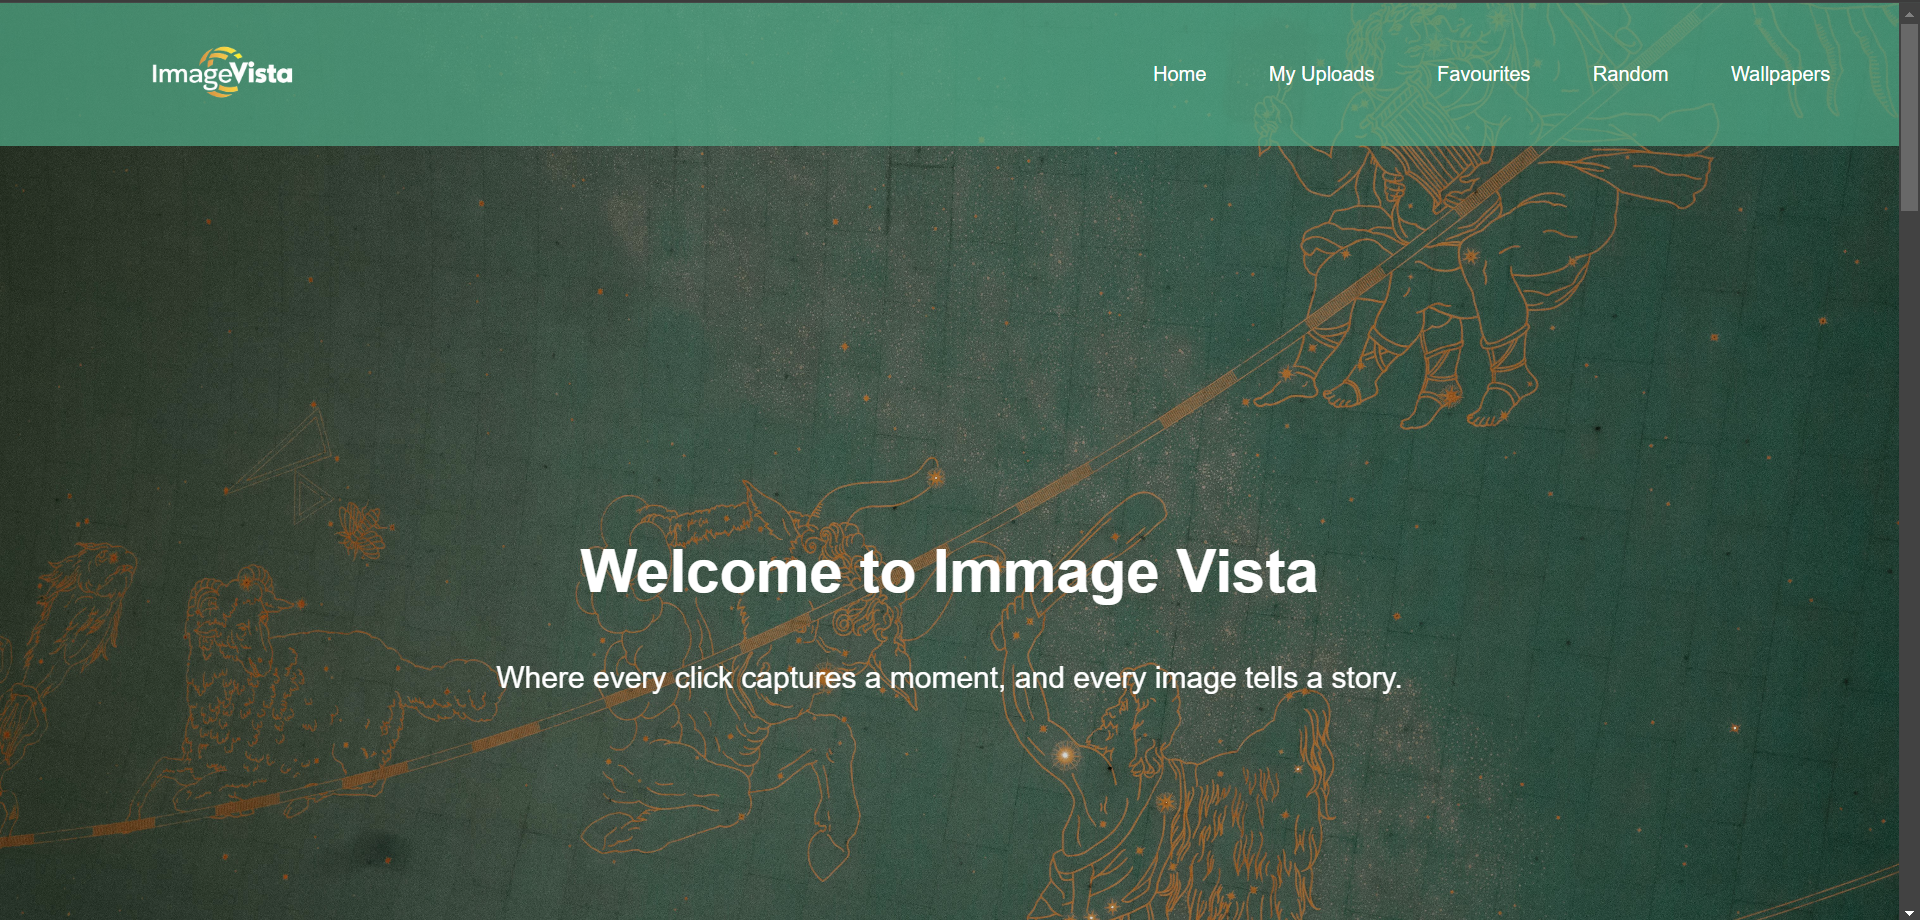 ImageVista
Home My Uploads Favourites Random Wallpapers
Welcome to Immage Vista
Where every click captures a moment, and every image tells a story.